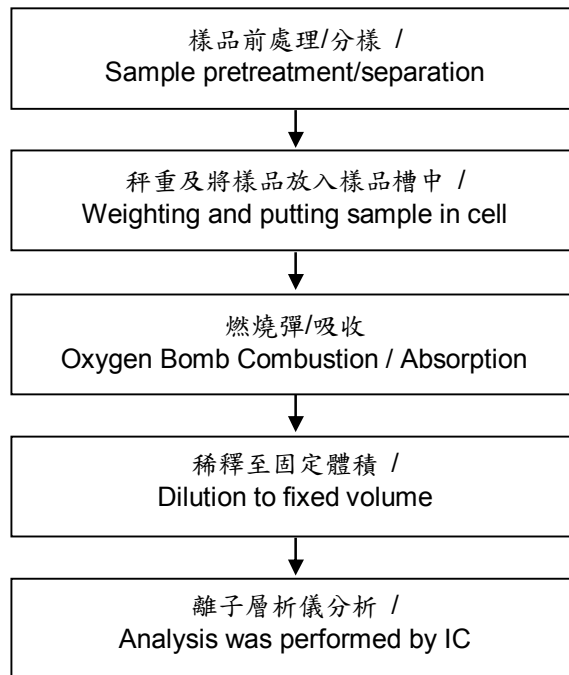 樣品前處理/分樣 /
Sample pretreatment/separation
秤重及將樣品放入樣品槽中 /
Weighting and putting sample in cell
燃燒彈/吸收
Oxygen Bomb Combustion / Absorption
稀釋至固定體積 /
Dilution to fixed volume
離子層析儀分析 /
Analysis was performed by IC